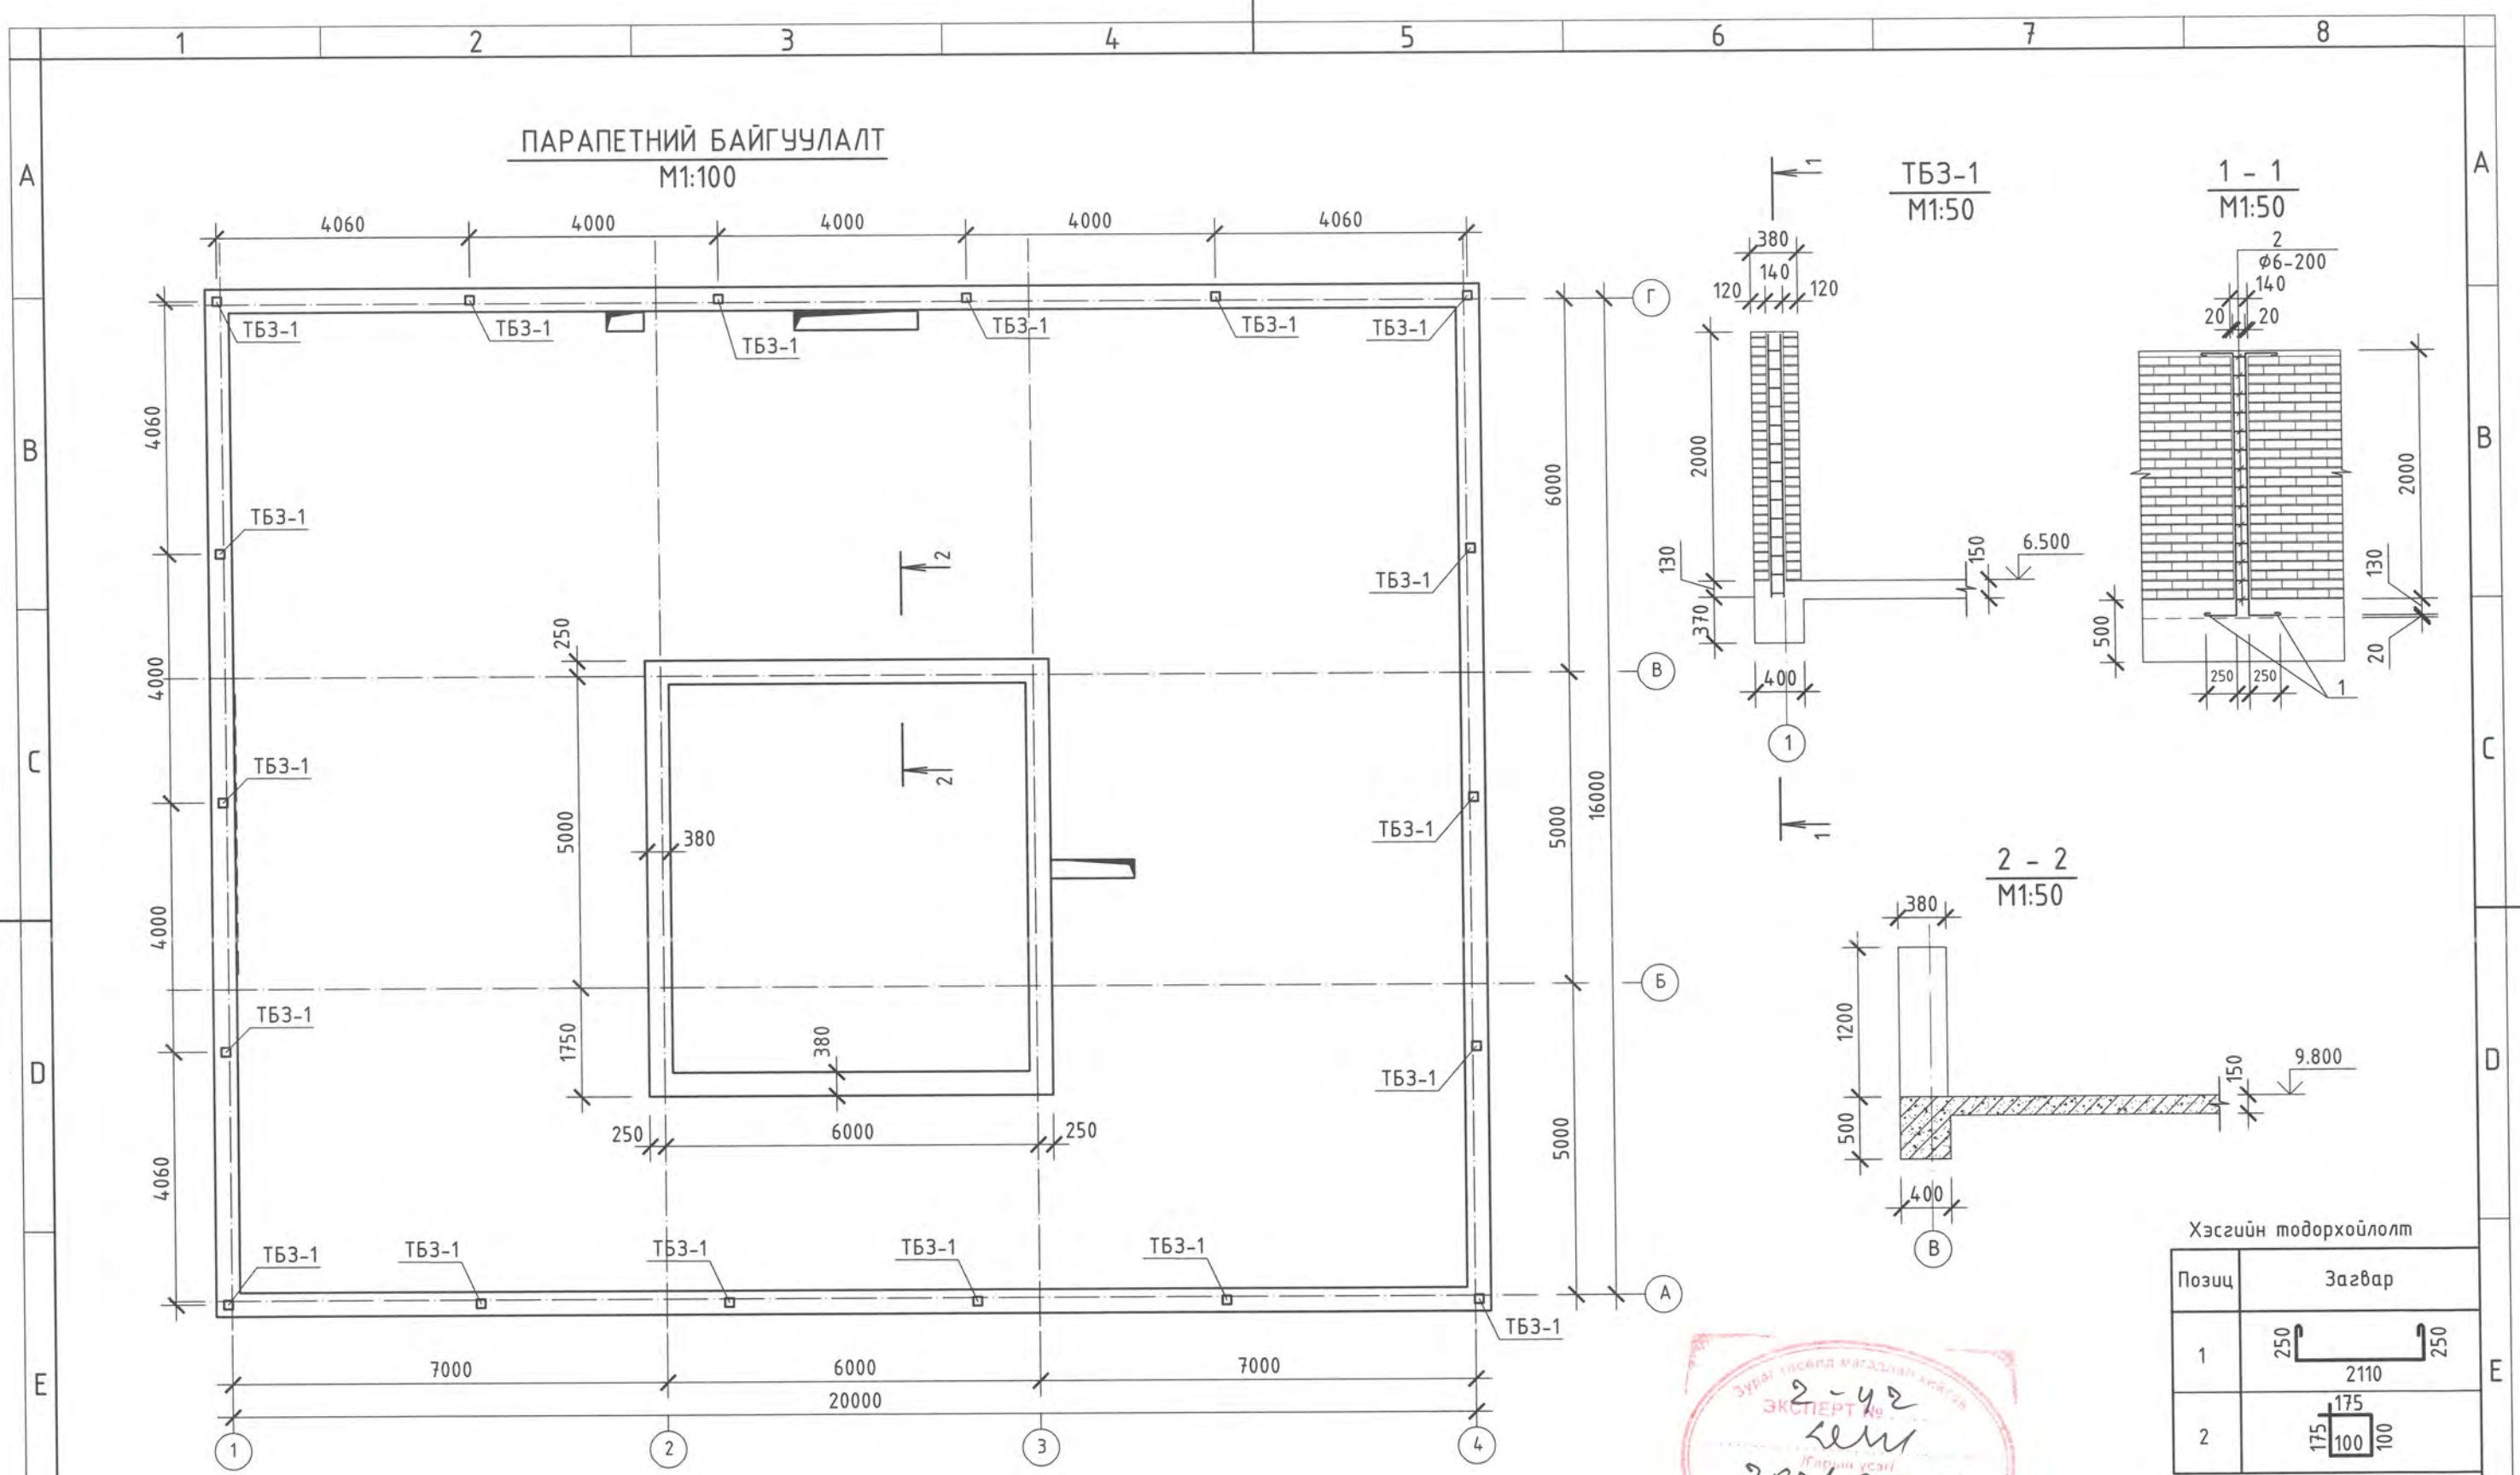 1 2 3 4 5 6 7 8
A A
B B
C C
D D
E E
ПАРАПЕТНИЙ БАЙГУУЛАЛТ
М1:100
4060 4000 4000 4000 4060
ТБЗ-1 ТБЗ-1 ТБЗ-1 ТБЗ-1 ТБЗ-1 ТБЗ-1
4060 4000 4000 4060
ТБЗ-1
ТБЗ-1
ТБЗ-1
ТБЗ-1
ТБЗ-1
ТБЗ-1
2
2
250
5000
1750
380
380
250 6000 250
6000
5000
5000
16000
Г
В
Б
А
ТБЗ-1 ТБЗ-1 ТБЗ-1 ТБЗ-1 ТБЗ-1 ТБЗ-1
7000 6000 7000
20000
1 2 3 4
ТБЗ-1
М1:50
1
380
140
120 120
2000
130
370
150
6.500
400
1
1
1 - 1
М1:50
2
Ф6-200
140
20 20
2000
130
500
20
250 250
1
2 - 2
М1:50
380
1200
500
150
9.800
400
В
Хэсгийн тодорхойлолт
Позиц Загвар
1 250 2110 250
2 175 175 100 100
ЭКСПЕРТ №
2-42